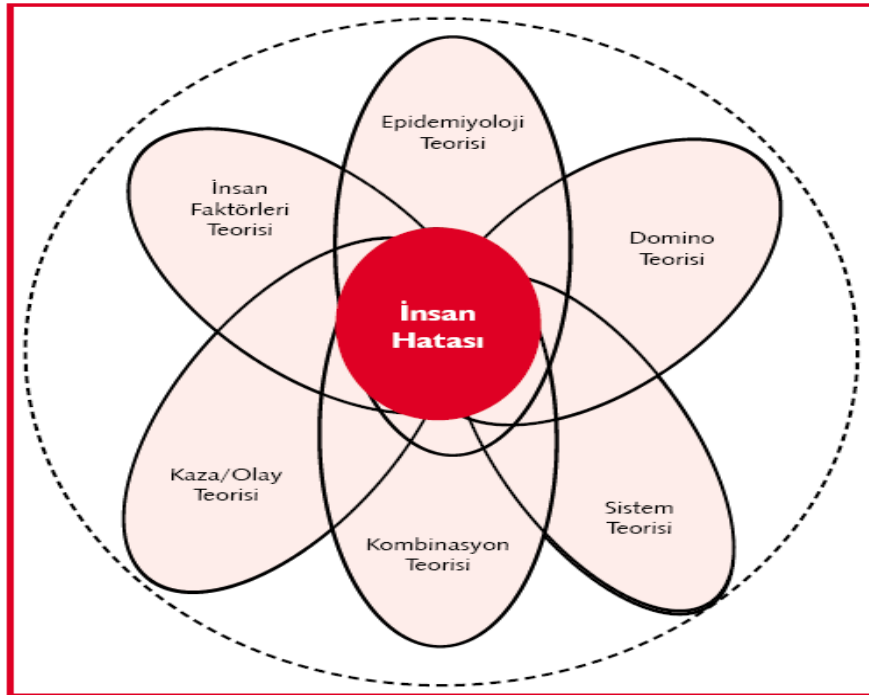 Epidemiyoloji
Teorisi
İnsan
Faktörleri
Teorisi
Domino
Teorisi
İnsan
Hatası
Kaza/Olay
Teorisi
Sistem
Teorisi
Kombinasyon
Teorisi